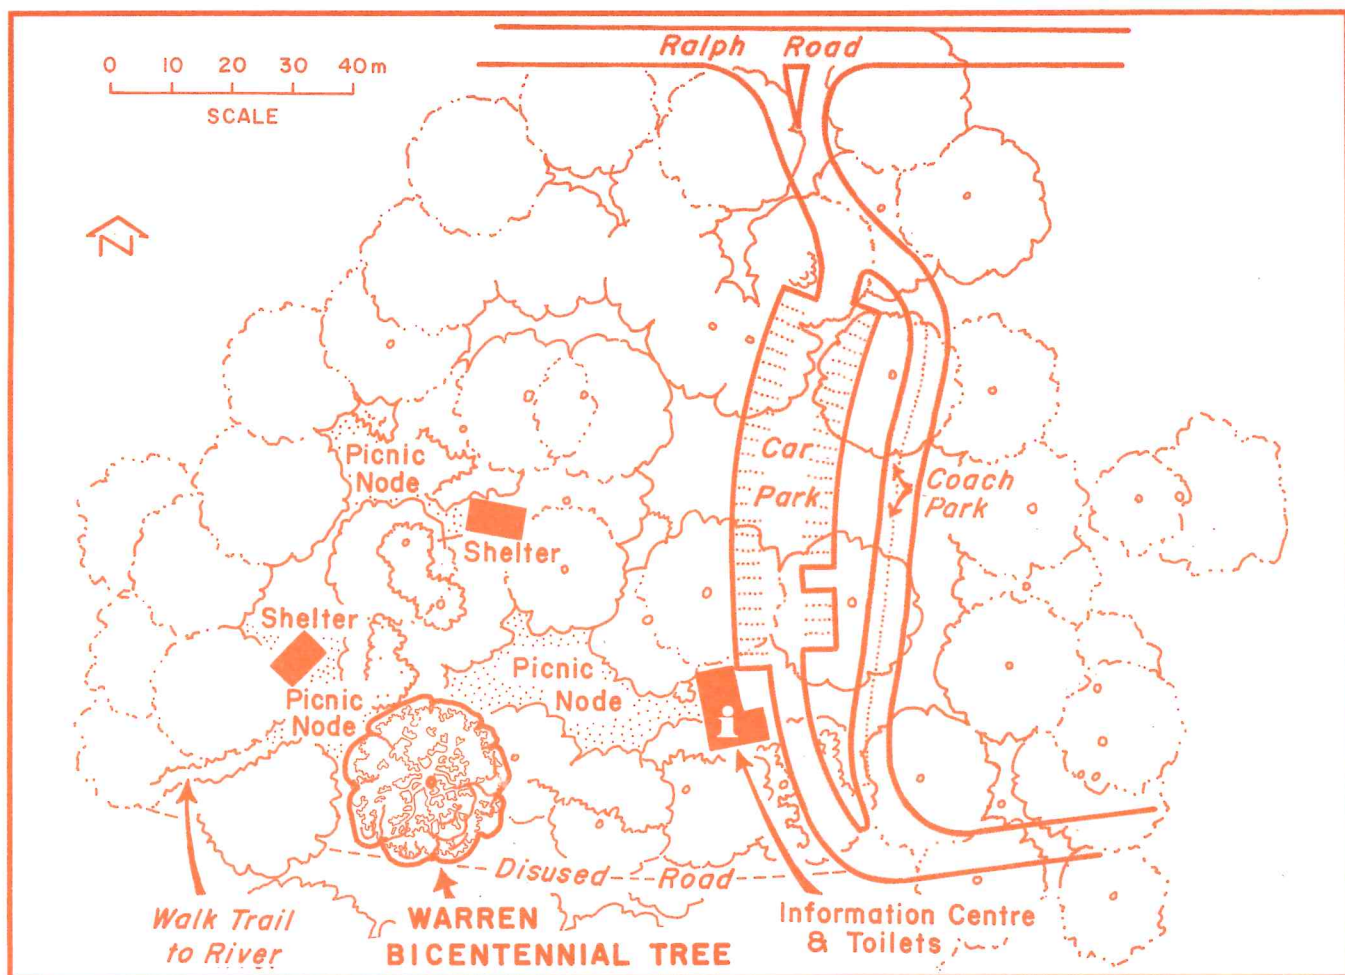 Ralph Road
0 10 20 30 40m
SCALE
N
Picnic
Node
Car
Park
Coach
Park
Shelter
Shelter
Picnic
Node
Picnic
Node
i
Disused Road
Walk Trail
to River
WARREN
BICENTENNIAL TREE
Information Centre
& Toilets